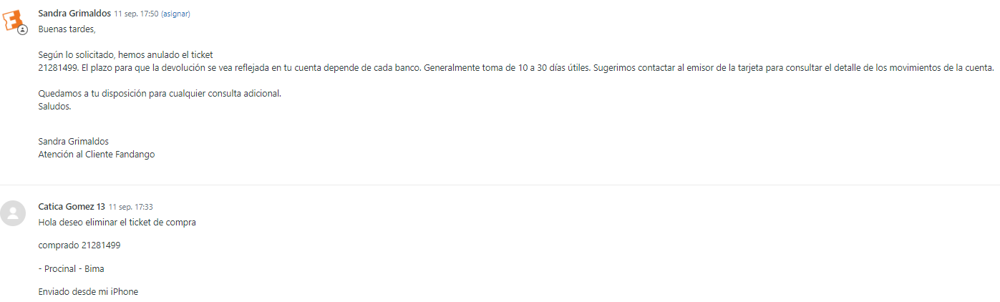 Sandra Grimaldos 11 sep. 17:50 (asignar)
Buenas tardes,
Según lo solicitado, hemos anulado el ticket
21281499. El plazo para que la devolución se vea reflejada en tu cuenta depende de cada banco. Generalmente toma de 10 a 30 días útiles. Sugerimos contactar al emisor de la tarjeta para consultar el detalle de los movimientos de la cuenta.
Quedamos a tu disposición para cualquier consulta adicional.
Saludos.
Sandra Grimaldos
Atención al Cliente Fandango
Catica Gomez 13 11 sep. 17:33
Hola deseo eliminar el ticket de compra
comprado 21281499
- Procinal - Bima
Enviado desde mi iPhone